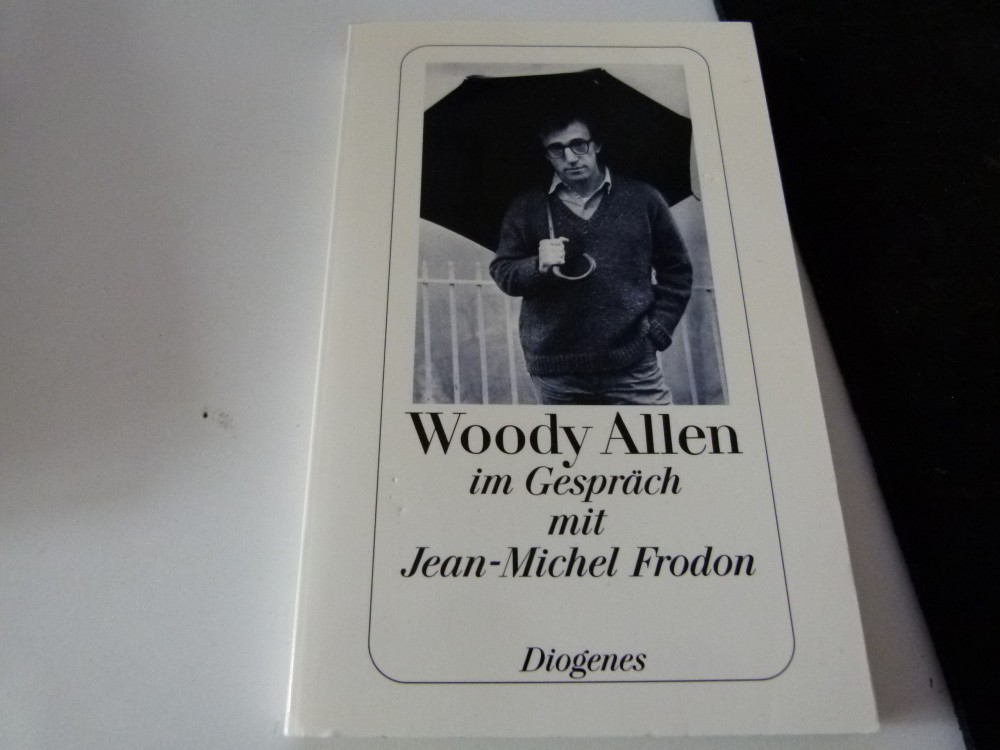 Woody Allen
im Gespräch
mit
Jean-Michel Frodon
Diogenes